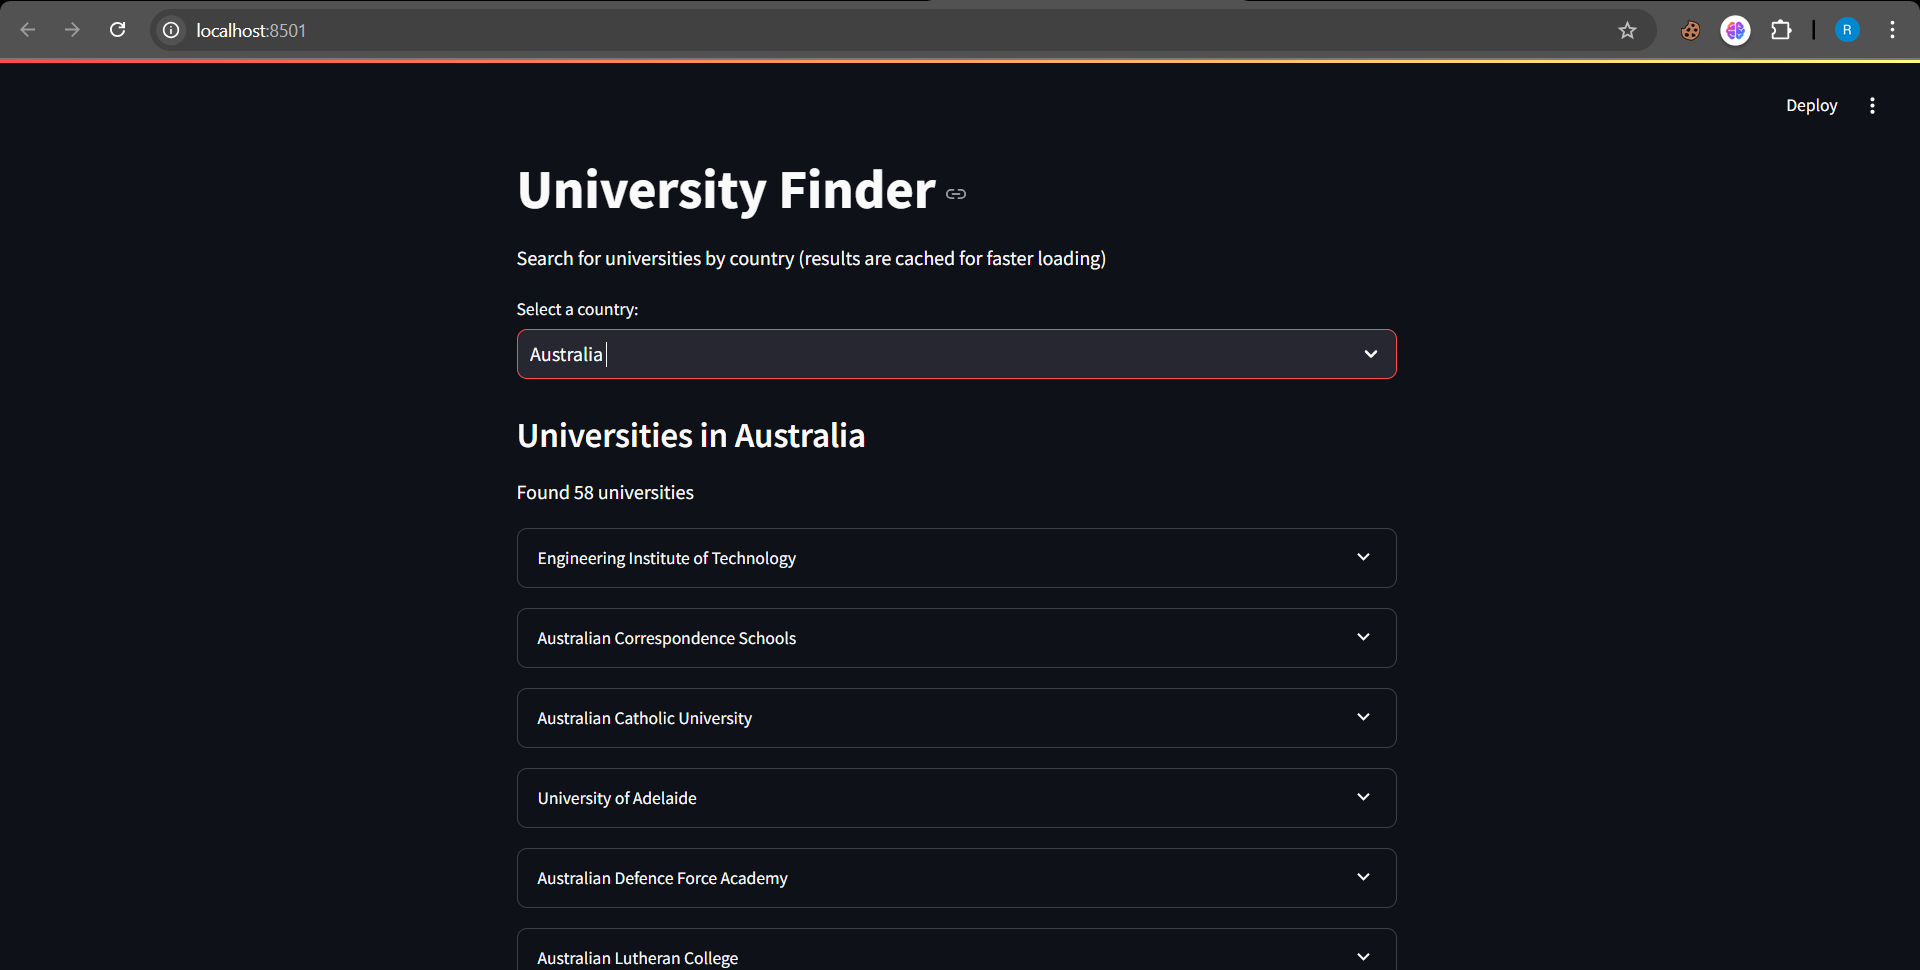 localhost:8501
R
Deploy
University Finder
Search for universities by country (results are cached for faster loading)
Select a country:
Australia
Universities in Australia
Found 58 universities
Engineering Institute of Technology
Australian Correspondence Schools
Australian Catholic University
University of Adelaide
Australian Defence Force Academy
Australian Lutheran College